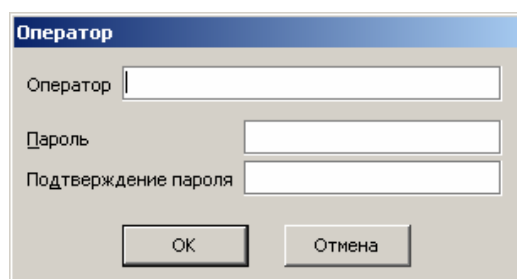 Оператор
Оператор
Пароль
Подтверждение пароля
OK Отмена